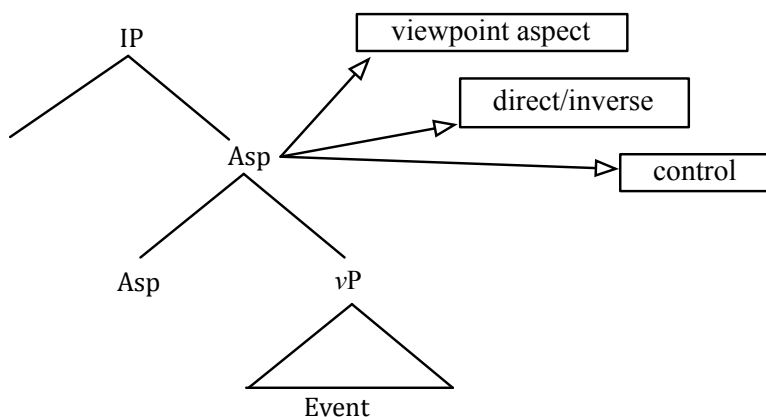 viewpoint aspect
IP
direct/inverse
Asp
control
Asp
vP
Event